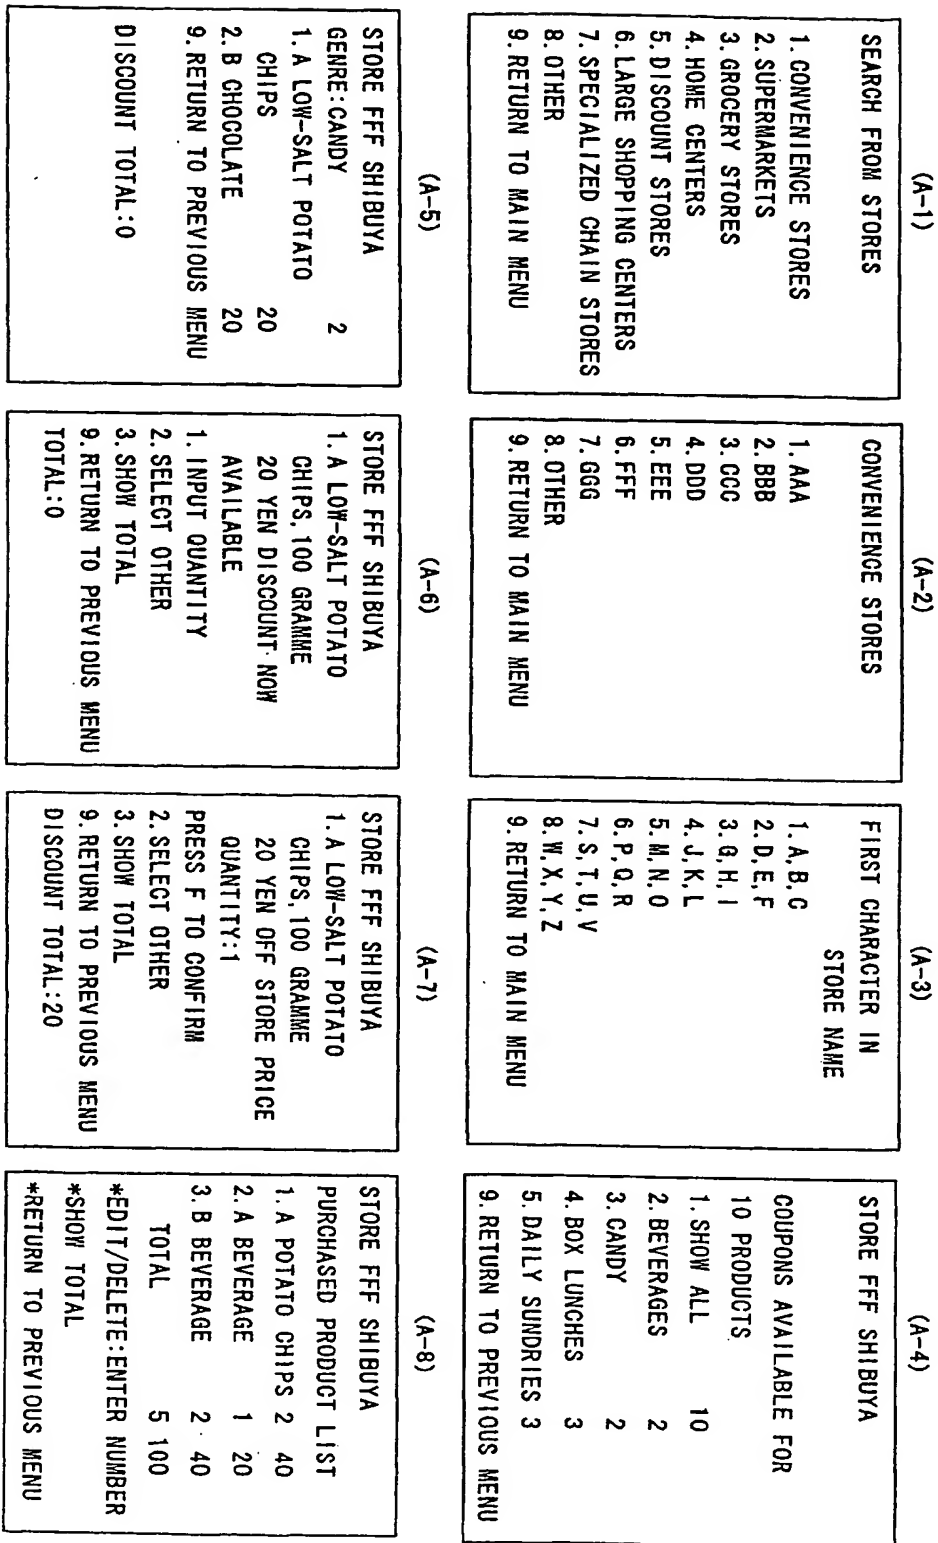 (A-1)
SEARCH FROM STORES
1. CONVENIENCE STORES
2. SUPERMARKETS
3. GROCERY STORES
4. HOME CENTERS
5. DISCOUNT STORES
6. LARGE SHOPPING CENTERS
7. SPECIALIZED CHAIN STORES
8. OTHER
9. RETURN TO MAIN MENU
(A-2)
CONVENIENCE STORES
1. AAA
2. BBB
3. CCC
4. DDD
5. EEE
6. FFF
7. GGG
8. OTHER
9. RETURN TO MAIN MENU
(A-3)
FIRST CHARACTER IN
STORE NAME
1. A, B, C
2. D, E, F
3. G, H, I
4. J, K, L
5. M, N, O
6. P, Q, R
7. S, T, U, V
8. W, X, Y, Z
9. RETURN TO MAIN MENU
(A-4)
STORE FFF SHIBUYA
COUPONS AVAILABLE FOR
10 PRODUCTS
1. SHOW ALL 10
2. BEVERAGES 2
3. CANDY 2
4. BOX LUNCHES 3
5. DAILY SUNDRIES 3
9. RETURN TO PREVIOUS MENU
(A-5)
STORE FFF SHIBUYA
GENRE:CANDY 2
1. A LOW-SALT POTATO
CHIPS 20
2. B CHOCOLATE 20
9. RETURN TO PREVIOUS MENU
DISCOUNT TOTAL:0
(A-6)
STORE FFF SHIBUYA
1. A LOW-SALT POTATO
CHIPS, 100 GRAMME
20 YEN DISCOUNT NOW
AVAILABLE
1. INPUT QUANTITY
2. SELECT OTHER
3. SHOW TOTAL
9. RETURN TO PREVIOUS MENU
TOTAL:0
(A-7)
STORE FFF SHIBUYA
1. A LOW-SALT POTATO
CHIPS, 100 GRAMME
20 YEN OFF STORE PRICE
QUANTITY:1
PRESS F TO CONFIRM
2. SELECT OTHER
3. SHOW TOTAL
9. RETURN TO PREVIOUS MENU
DISCOUNT TOTAL:20
(A-8)
STORE FFF SHIBUYA
PURCHASED PRODUCT LIST
1. A POTATO CHIPS 2 40
2. A BEVERAGE 1 20
3. B BEVERAGE 2 40
TOTAL 5 100
*EDIT/DELETE:ENTER NUMBER
*SHOW TOTAL
*RETURN TO PREVIOUS MENU